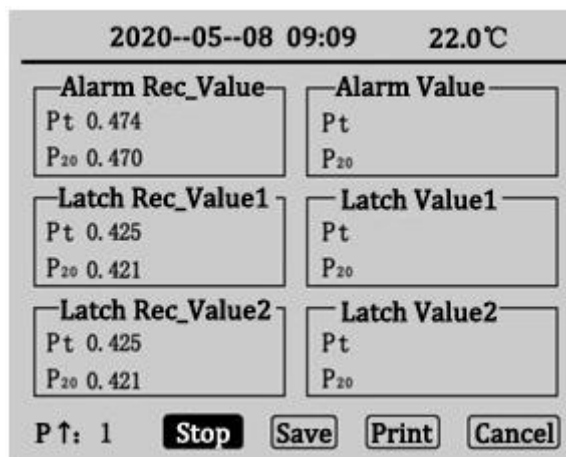 2020--05--08 09:09 22.0℃
Alarm Rec_Value Alarm Value
Pt 0.474 Pt
P₂₀ 0.470 P₂₀
Latch Rec_Value1 Latch Value1
Pt 0.425 Pt
P₂₀ 0.421 P₂₀
Latch Rec_Value2 Latch Value2
Pt 0.425 Pt
P₂₀ 0.421 P₂₀
P↑: 1 Stop Save Print Cancel